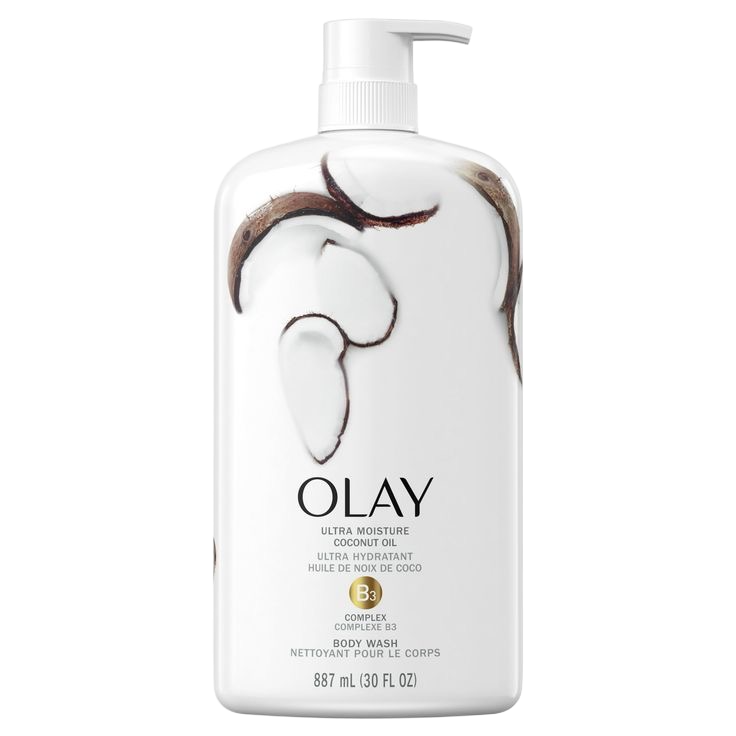 OLAY
ULTRA MOISTURE
COCONUT OIL
ULTRA HYDRATANT
HUILE DE NOIX DE COCO
B3
COMPLEX
COMPLEXE B3
BODY WASH
NETTOYANT POUR LE CORPS
887 mL (30 FL OZ)